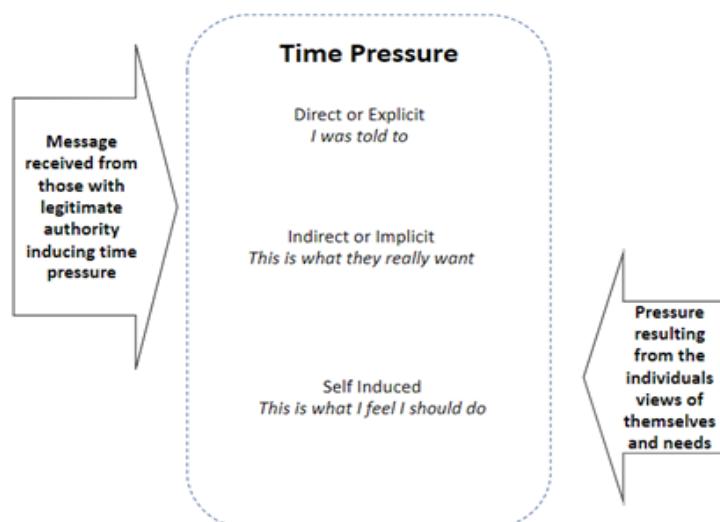 Time Pressure
Direct or Explicit
I was told to
Message
received from
those with
legitimate
authority
inducing time
pressure
Indirect or Implicit
This is what they really want
Self Induced
This is what I feel I should do
Pressure
resulting
from the
individuals
views of
themselves
and needs